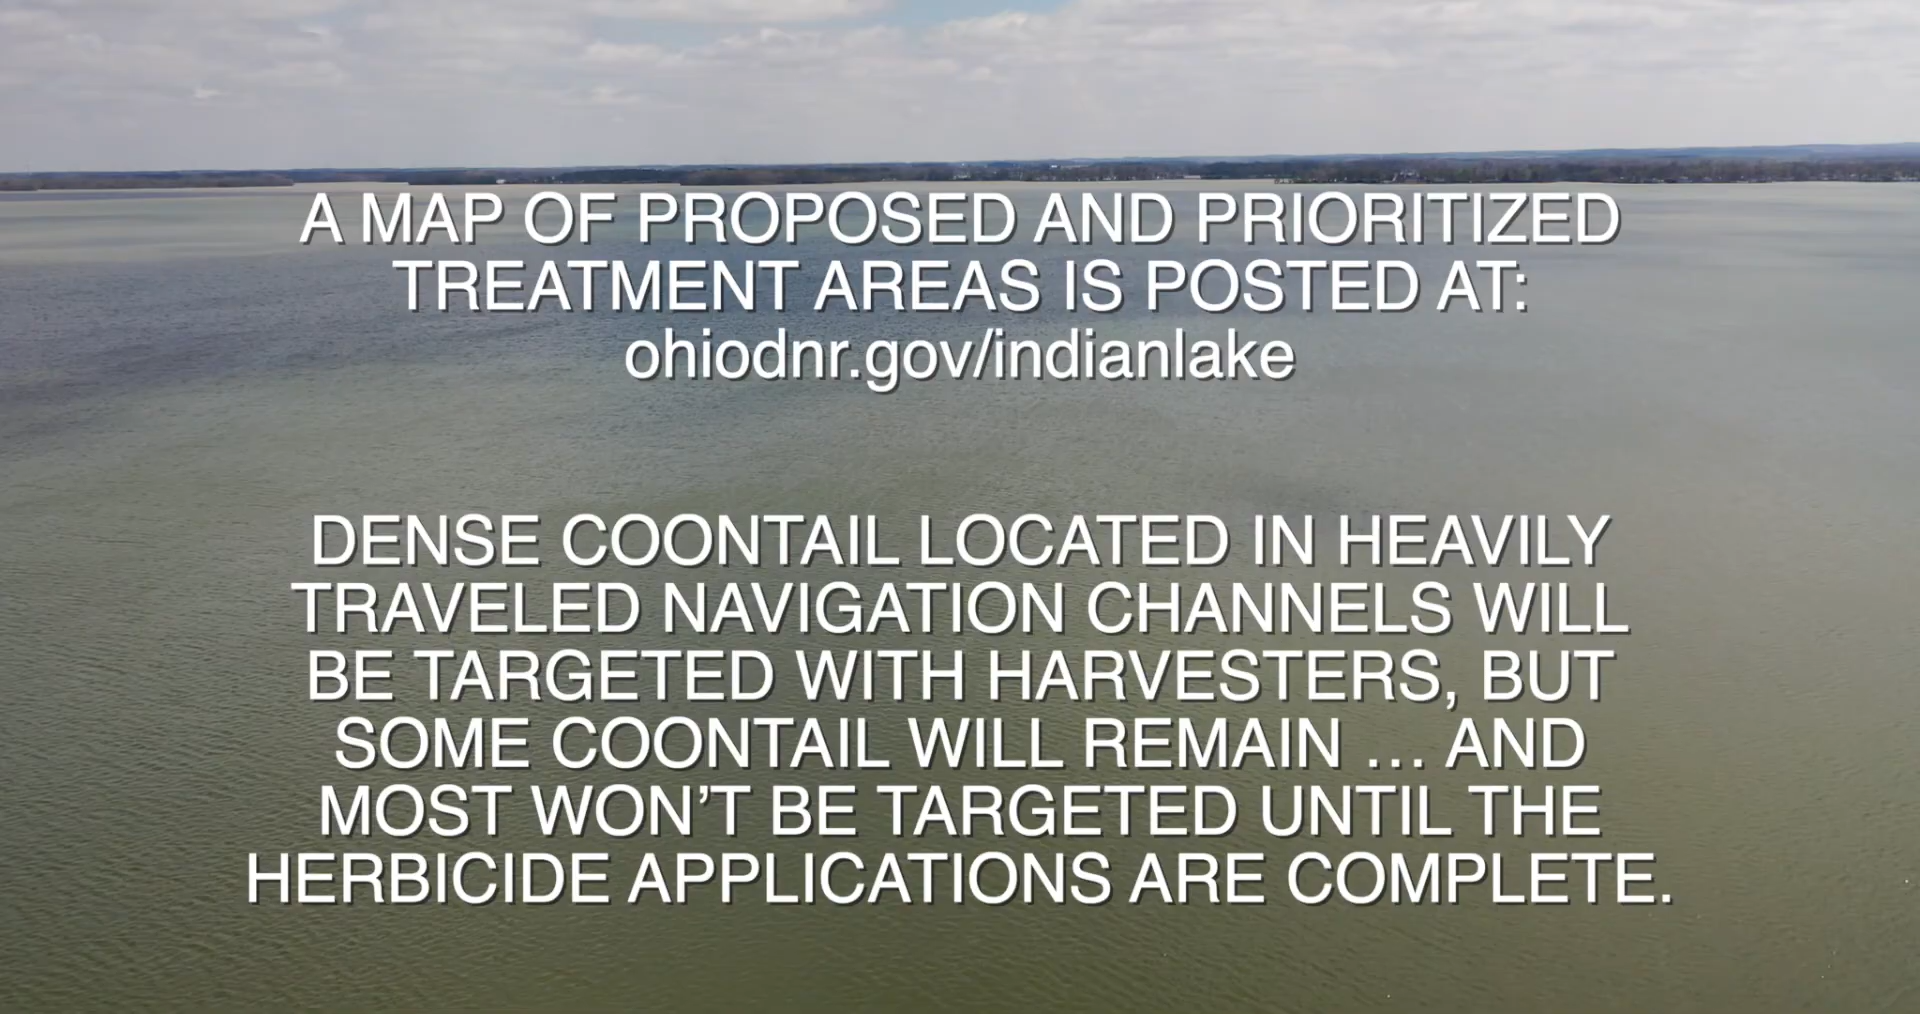 A MAP OF PROPOSED AND PRIORITIZED
TREATMENT AREAS IS POSTED AT:
ohiodnr.gov/indianlake
DENSE COONTAIL LOCATED IN HEAVILY
TRAVELED NAVIGATION CHANNELS WILL
BE TARGETED WITH HARVESTERS, BUT
SOME COONTAIL WILL REMAIN … AND
MOST WON’T BE TARGETED UNTIL THE
HERBICIDE APPLICATIONS ARE COMPLETE.